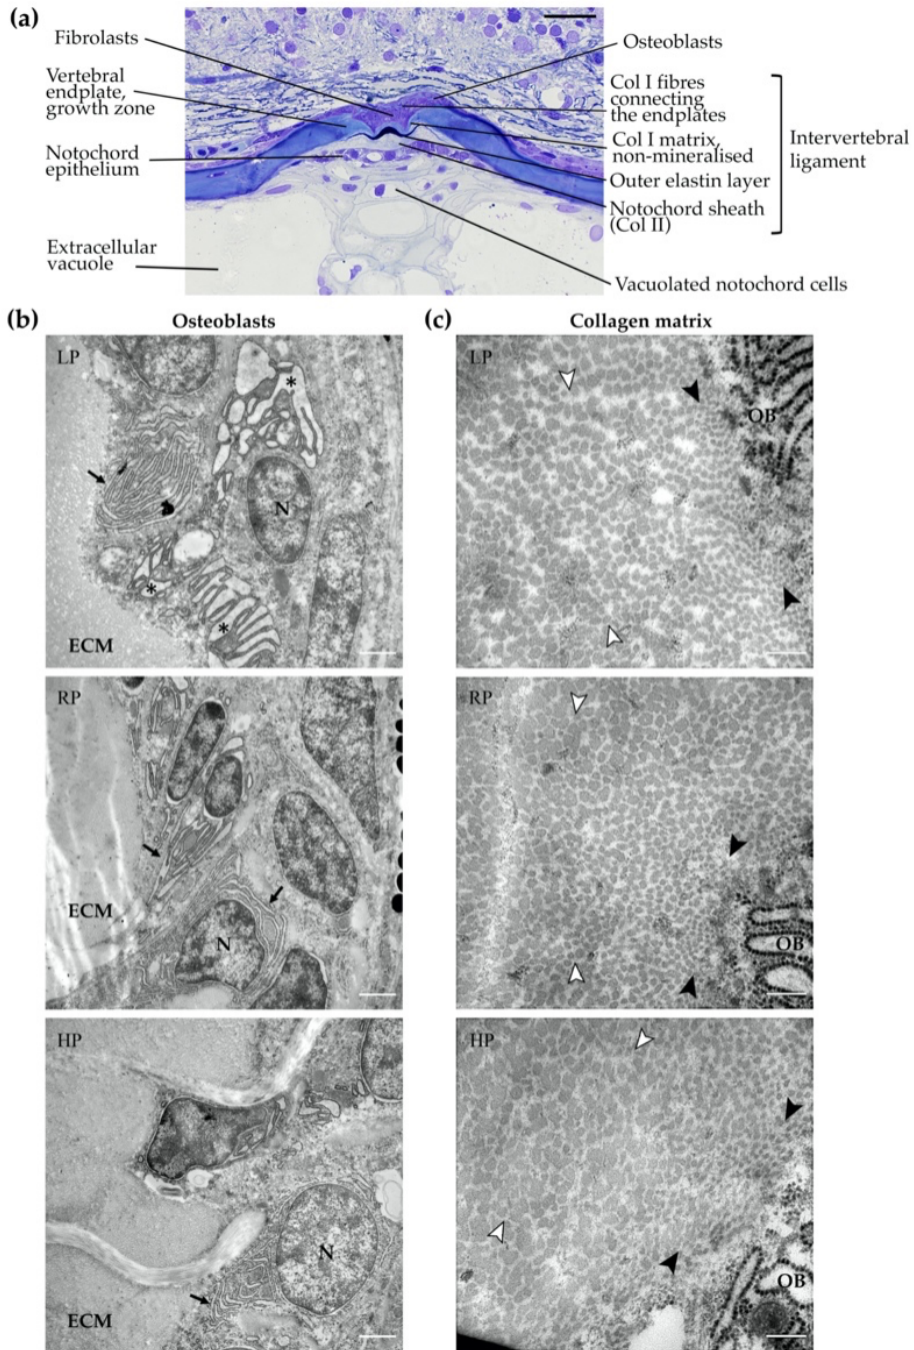 (a)
Fibrolasts
Vertebral
endplate,
growth zone
Notochord
epithelium
Extracellular
vacuole
Osteoblasts
Col I fibres
connecting
the endplates
Col I matrix,
non-mineralised
Outer elastin layer
Notochord sheath
(Col II)
Intervertebral
ligament
Vacuolated notochord cells
(b)
Osteoblasts
(c)
Collagen matrix
LP
*
N
*
*
ECM
LP
OB
RP
ECM
N
RP
OB
HP
N
ECM
HP
OB